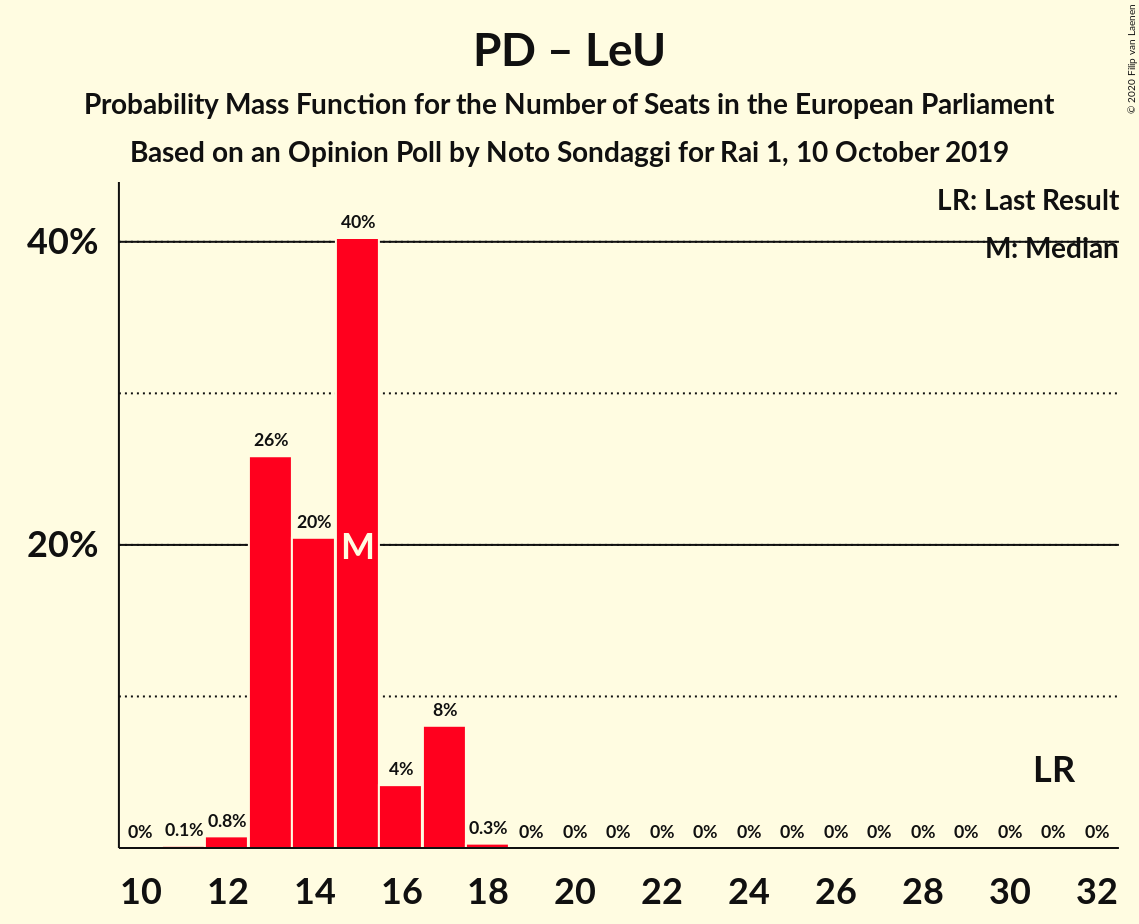 PD – LeU
Probability Mass Function for the Number of Seats in the European Parliament
Based on an Opinion Poll by Noto Sondaggi for Rai 1, 10 October 2019
© 2020 Filip van Laenen
LR: Last Result
M: Median
40%
20%
0% 0.1% 0.8% 26% 20% 40% 4% 8% 0.3% 0% 0% 0% 0% 0% 0% 0% 0% 0% 0% 0% 0% 0% 0%
M
LR
10 12 14 16 18 20 22 24 26 28 30 32